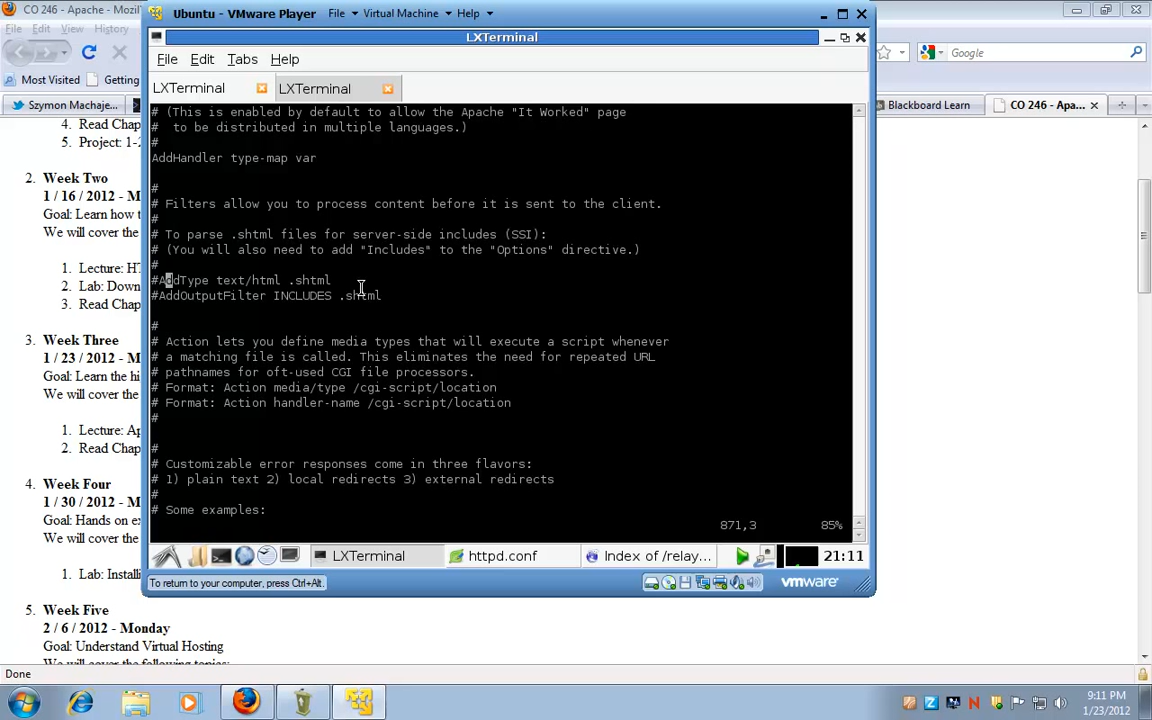 CO 246 - Apache - Mozil
Ubuntu - VMware Player File Virtual Machine Help
File Edit View History
LXTerminal
File Edit Tabs Help
Google
Most Visited Getting
LXTerminal LXTerminal
Szymon Machaje...
Blackboard Learn CO 246 - Apa...
# (This is enabled by default to allow the Apache "It Worked" page
#  to be distributed in multiple languages.)
#
AddHandler type-map var
#
# Filters allow you to process content before it is sent to the client.
#
# To parse .shtml files for server-side includes (SSI):
# (You will also need to add "Includes" to the "Options" directive.)
#
#AddType text/html .shtml
#AddOutputFilter INCLUDES .shtml
#
# Action lets you define media types that will execute a script whenever
# a matching file is called. This eliminates the need for repeated URL
# pathnames for oft-used CGI file processors.
# Format: Action media/type /cgi-script/location
# Format: Action handler-name /cgi-script/location
#
#
# Customizable error responses come in three flavors:
# 1) plain text 2) local redirects 3) external redirects
#
# Some examples:
871,3 85%
LXTerminal httpd.conf Index of /relay... 21:11
To return to your computer, press Ctrl+Alt.
vmware
4. Read Chap
5. Project: 1-2
2. Week Two
1 / 16 / 2012 - M
Goal: Learn how t
We will cover the
1. Lecture: HT
2. Lab: Down
3. Read Chap
3. Week Three
1 / 23 / 2012 - M
Goal: Learn the hi
We will cover the
1. Lecture: Ap
2. Read Chap
4. Week Four
1 / 30 / 2012 - M
Goal: Hands on ex
We will cover the
1. Lab: Installi
5. Week Five
2 / 6 / 2012 - Monday
Goal: Understand Virtual Hosting
We will cover the following topics:
Done
9:11 PM
1/23/2012